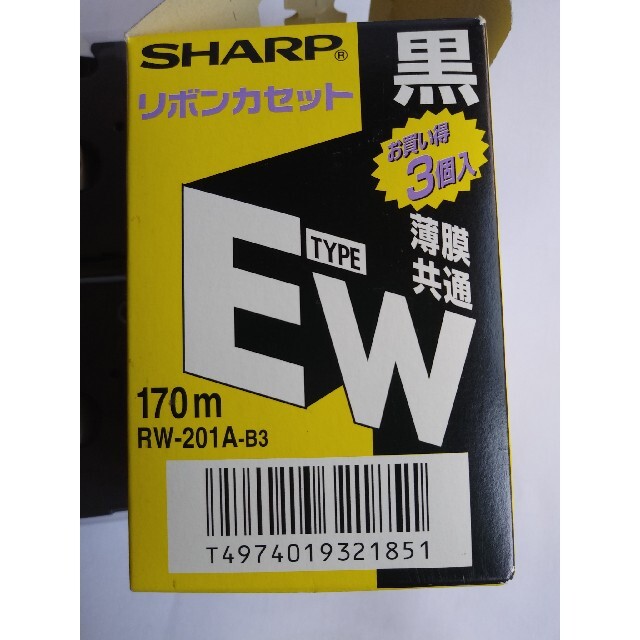 SHARP®
リボンカセット
黒
お買い得
3個入
薄膜
共通
TYPE
EW
170m
RW-201A-B3
T4974019321851